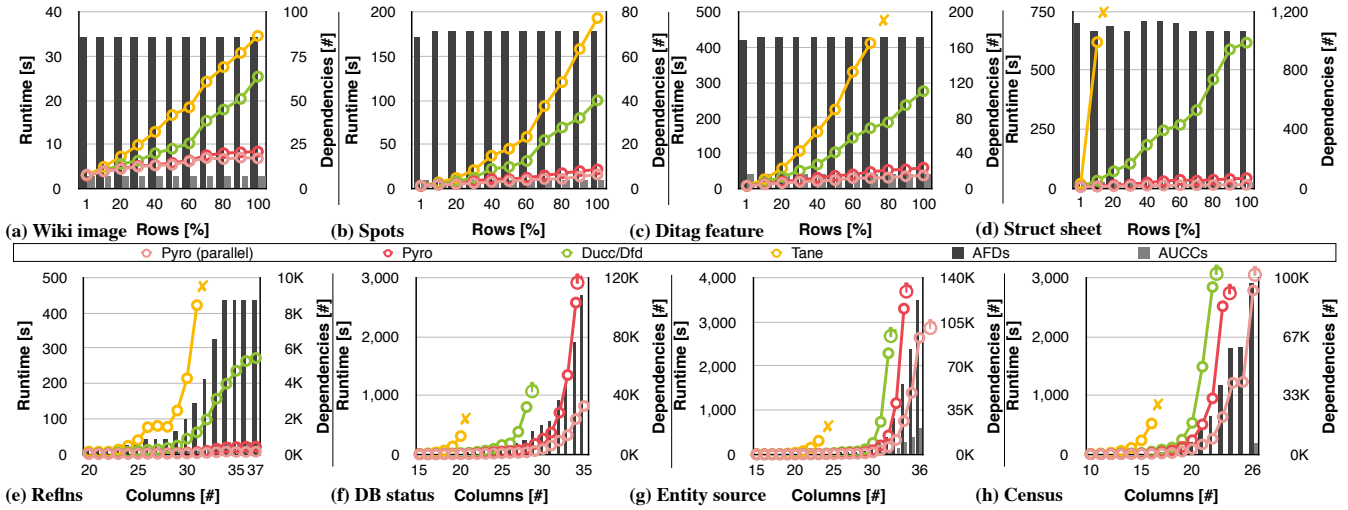 40 100 200 80 500 200 750 1,200
30 75 150 60 400 160 500 800
20 50 100 40 300 120 250 400
10 25 50 20 200 80 0 0
0 0 0 0 100 40
0 0
Runtime [s] Dependencies [#] Runtime [s] Dependencies [#] Runtime [s] Dependencies [#] Runtime [s] Dependencies [#]
1 20 40 60 80 100 1 20 40 60 80 100 1 20 40 60 80 100 1 20 40 60 80 100
(a) Wiki image Rows [%] (b) Spots Rows [%] (c) Ditag feature Rows [%] (d) Struct sheet Rows [%]
Pyro (parallel) Pyro Ducc/Dfd Tane AFDs AUCCs
500 10K 3,000 120K 4,000 140K 3,000 100K
400 8K 2,000 80K 3,000 105K 2,000 67K
300 6K 1,000 40K 2,000 70K 1,000 33K
200 4K 0 0K 1,000 35K 0 0K
100 2K 0 0K
0 0K
Runtime [s] Dependencies [#] Runtime [s] Dependencies [#] Runtime [s] Dependencies [#] Runtime [s] Dependencies [#]
20 25 30 35 37 15 20 25 30 35 15 20 25 30 36 10 15 20 26
(e) Reflns Columns [#] (f) DB status Columns [#] (g) Entity source Columns [#] (h) Census Columns [#]